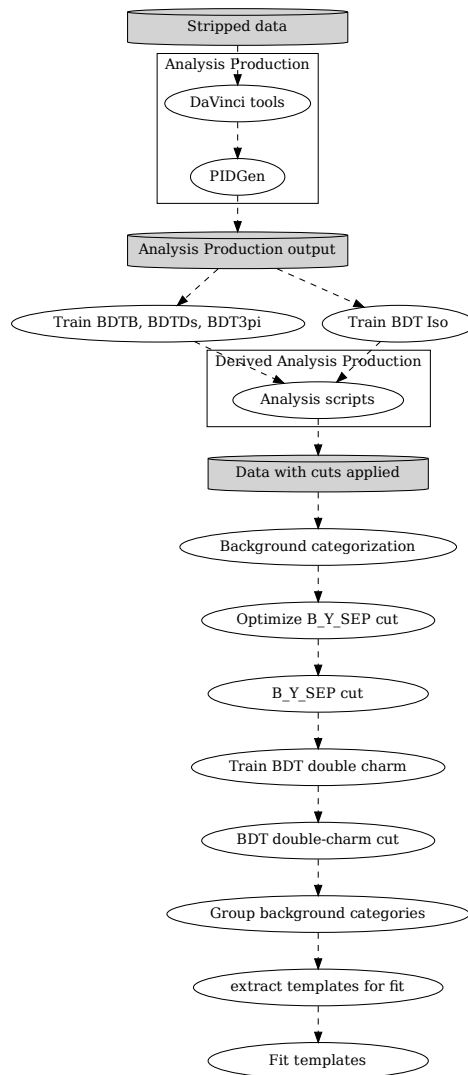 Stripped data
Analysis Production
DaVinci tools
PIDGen
Analysis Production output
Train BDTB, BDTDs, BDT3pi
Train BDT Iso
Derived Analysis Production
Analysis scripts
Data with cuts applied
Background categorization
Optimize B_Y_SEP cut
B_Y_SEP cut
Train BDT double charm
BDT double-charm cut
Group background categories
extract templates for fit
Fit templates